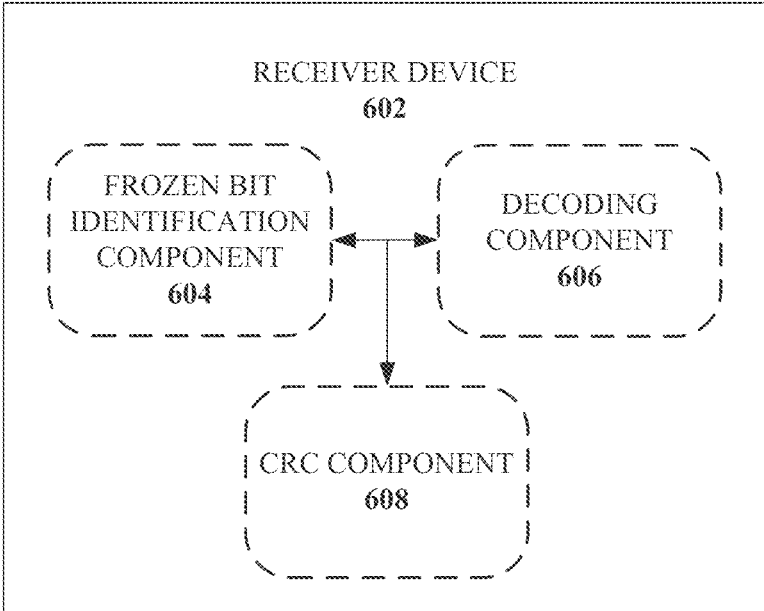 RECEIVER DEVICE
602
FROZEN BIT
IDENTIFICATION
COMPONENT
604
DECODING
COMPONENT
606
CRC COMPONENT
608